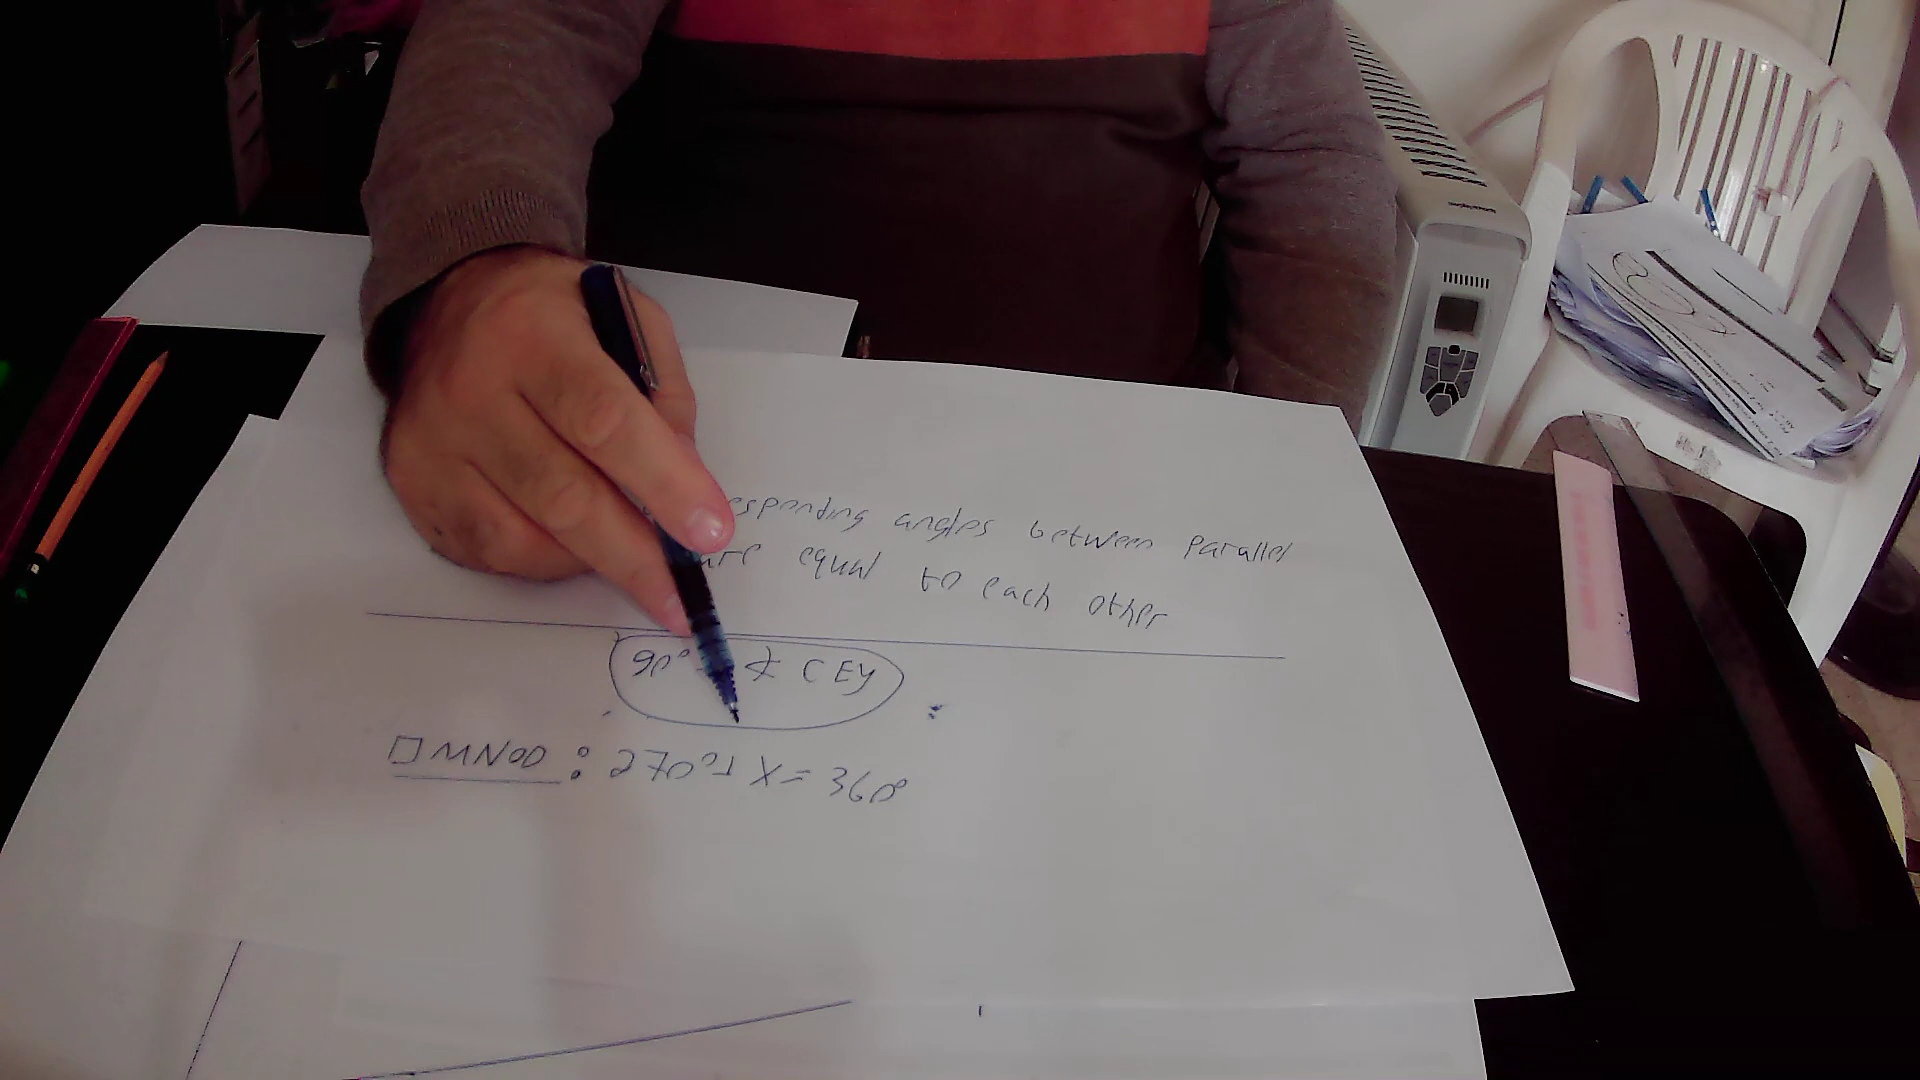 esponding angles between parallel
are equal to each other
90° = ∡ CEY
□ MNOD : 270° + X = 360°